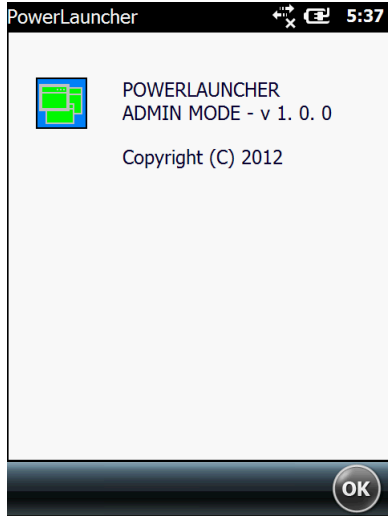 PowerLauncher 5:37
POWERLAUNCHER
ADMIN MODE - v 1. 0. 0
Copyright (C) 2012
OK